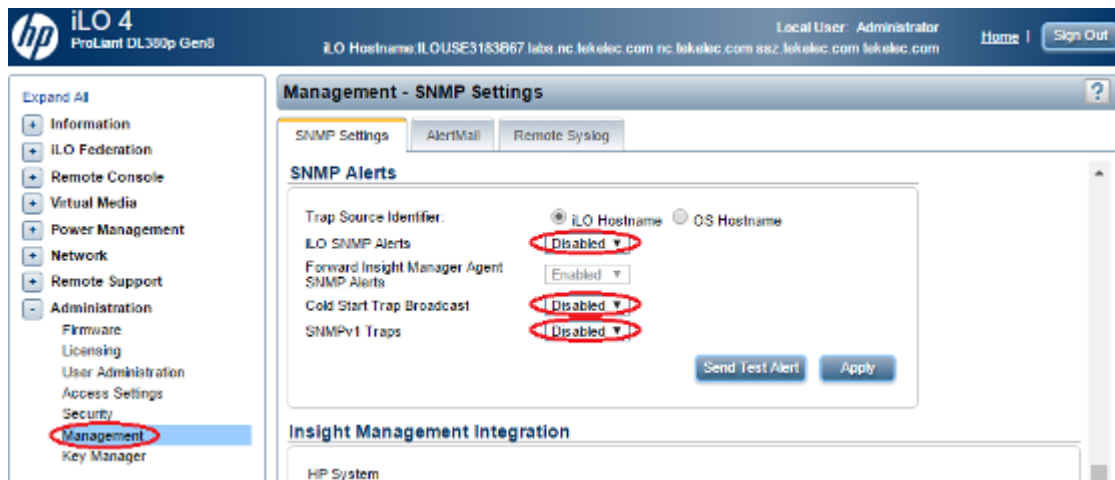 hp
iLO 4
ProLiant DL380p Gen8
Local User: Administrator
iLO Hostname:ILOUSE3183B67.labs.nc.tekelec.com nc.tekelec.com ssz.tekelec.com tekelec.com
Home |
Sign Out
Expand All
Information
iLO Federation
Remote Console
Virtual Media
Power Management
Network
Remote Support
Administration
Firmware
Licensing
User Administration
Access Settings
Security
Management
Key Manager
Management - SNMP Settings
?
SNMP Settings
AlertMail
Remote Syslog
SNMP Alerts
Trap Source Identifier:
iLO Hostname
OS Hostname
iLO SNMP Alerts
Disabled
Forward Insight Manager Agent
SNMP Alerts
Enabled
Cold Start Trap Broadcast
Disabled
SNMPv1 Traps
Disabled
Send Test Alert
Apply
Insight Management Integration
HP System